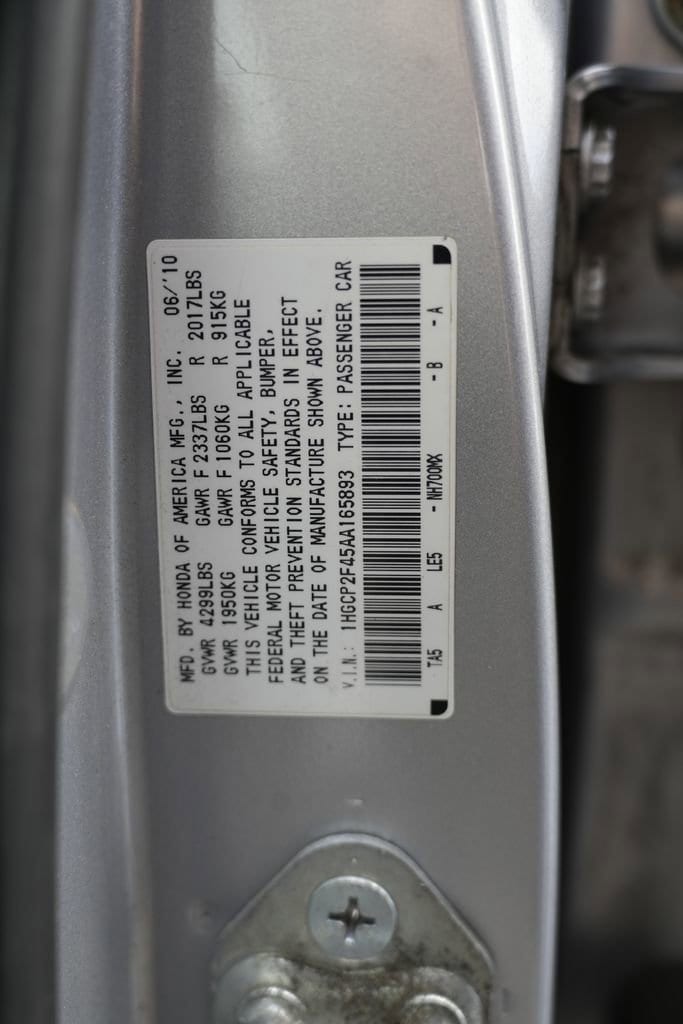 MFD. BY HONDA OF AMERICA MFG., INC. 06/'10
GVWR 4299LBS GAWR F 2337LBS R 2017LBS
GVWR 1950KG GAWR F 1060KG R 915KG
THIS VEHICLE CONFORMS TO ALL APPLICABLE
FEDERAL MOTOR VEHICLE SAFETY, BUMPER,
AND THEFT PREVENTION STANDARDS IN EFFECT
ON THE DATE OF MANUFACTURE SHOWN ABOVE.
V.I.N.: 1HGCP2F45AA165893 TYPE: PASSENGER CAR
TA5 A LE5 - NH700MX - B - A